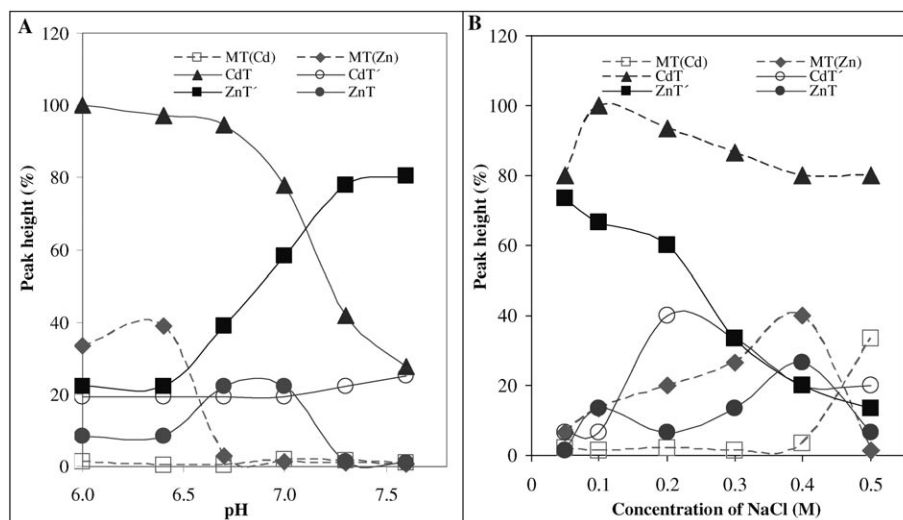 A
MT(Cd) MT(Zn)
CdT CdT´
ZnT´ ZnT
Peak height (%)
120
100
80
60
40
20
0
6.0 6.5 7.0 7.5
pH
B
MT(Cd) MT(Zn)
CdT CdT´
ZnT´ ZnT
Peak height (%)
120
100
80
60
40
20
0
0.0 0.1 0.2 0.3 0.4 0.5
Concentration of NaCl (M)